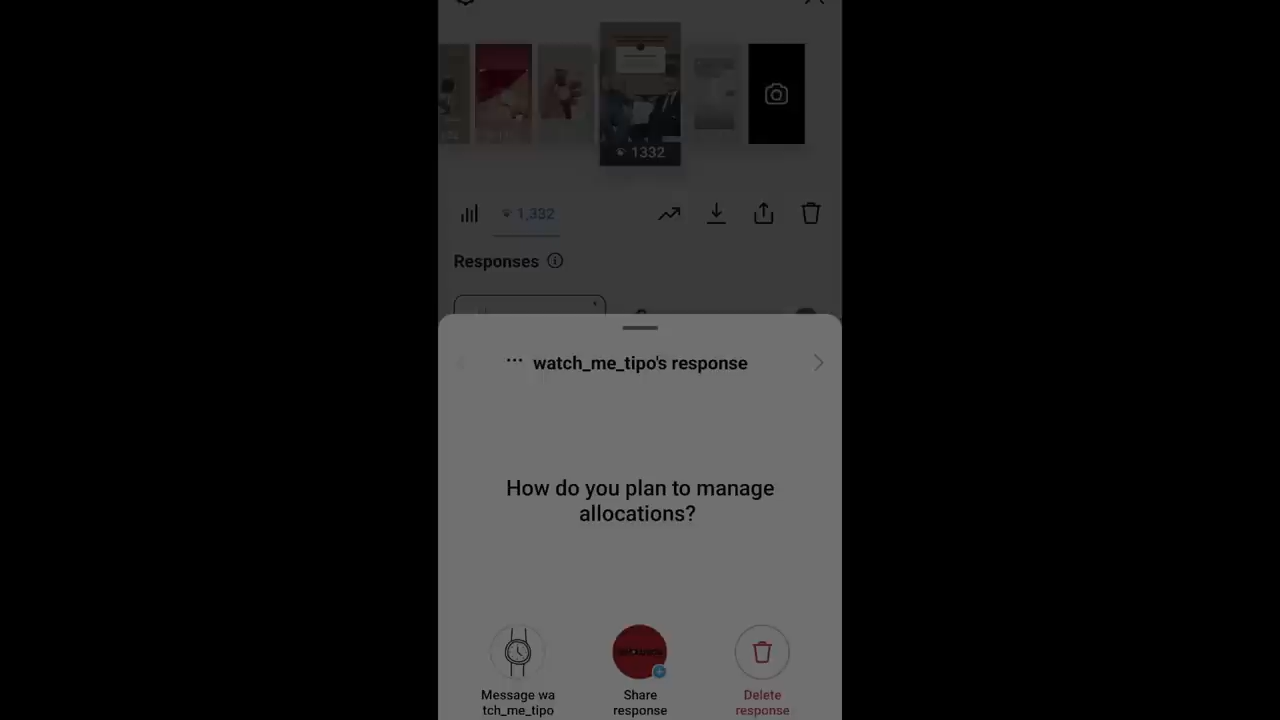 1332
1,332
Responses
watch_me_tipo's response
How do you plan to manage
allocations?
Message wa
tch_me_tipo
Share
response
Delete
response